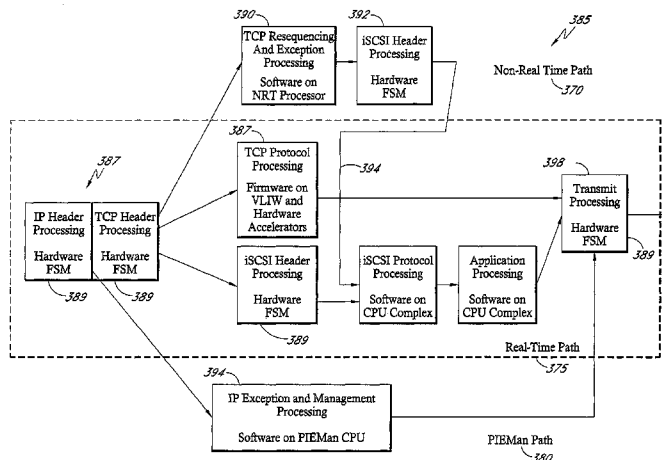 390
392
385
TCP Resequencing
And Exception
Processing
Software on
NRT Processor
iSCSI Header
Processing
Hardware
FSM
Non-Real Time Path
370
387
IP Header
Processing
Hardware
FSM
389
TCP Header
Processing
Hardware
FSM
389
387
TCP Protocol
Processing
Firmware on
VLIW and
Hardware
Accelerators
394
398
Transmit
Processing
Hardware
FSM
389
iSCSI Header
Processing
Hardware
FSM
389
iSCSI Protocol
Processing
Software on
CPU Complex
Application
Processing
Software on
CPU Complex
Real-Time Path
375
394
IP Exception and Management
Processing
Software on PIEMan CPU
PIEMan Path
380